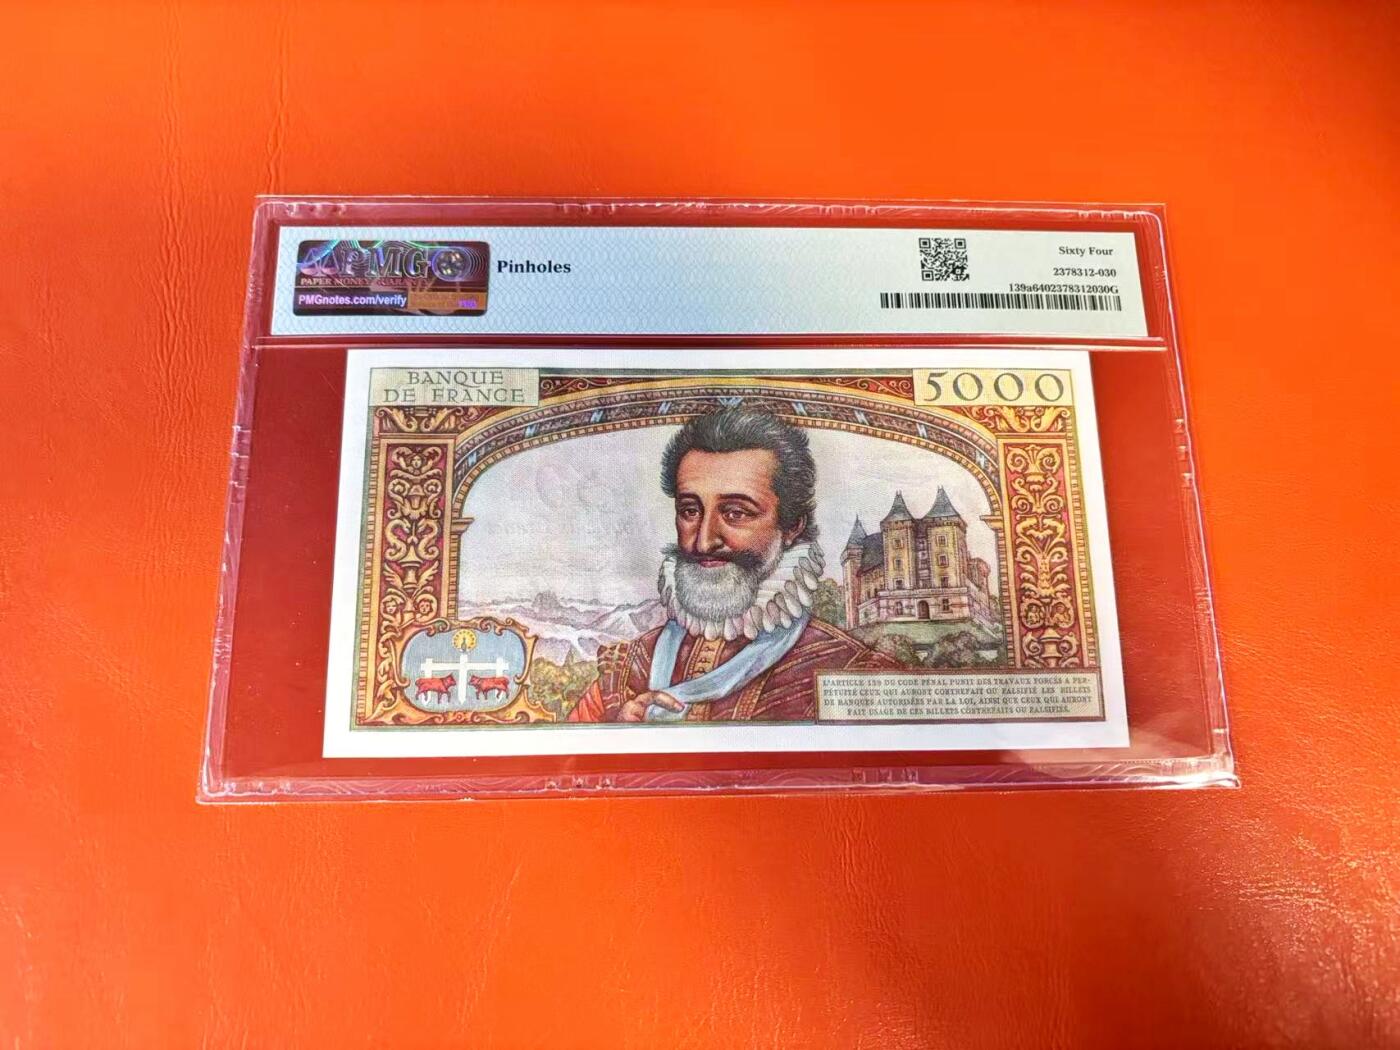 PMG
PAPER MONEY GUARANTY
PMGnotes.com/verify
Pinholes
Sixty Four
2378312-030
139a6402378312030G
BANQUE
DE FRANCE
5000
L'ARTICLE 139 DU CODE PÉNAL PUNIT DES TRAVAUX FORCÉS A PER-
PÉTUITÉ CEUX QUI AURONT CONTREFAIT OU FALSIFIÉ LES BILLETS
DE BANQUES AUTORISÉES PAR LA LOI, AINSI QUE CEUX QUI AURONT
FAIT USAGE DE CES BILLETS CONTREFAITS OU FALSIFIÉS.